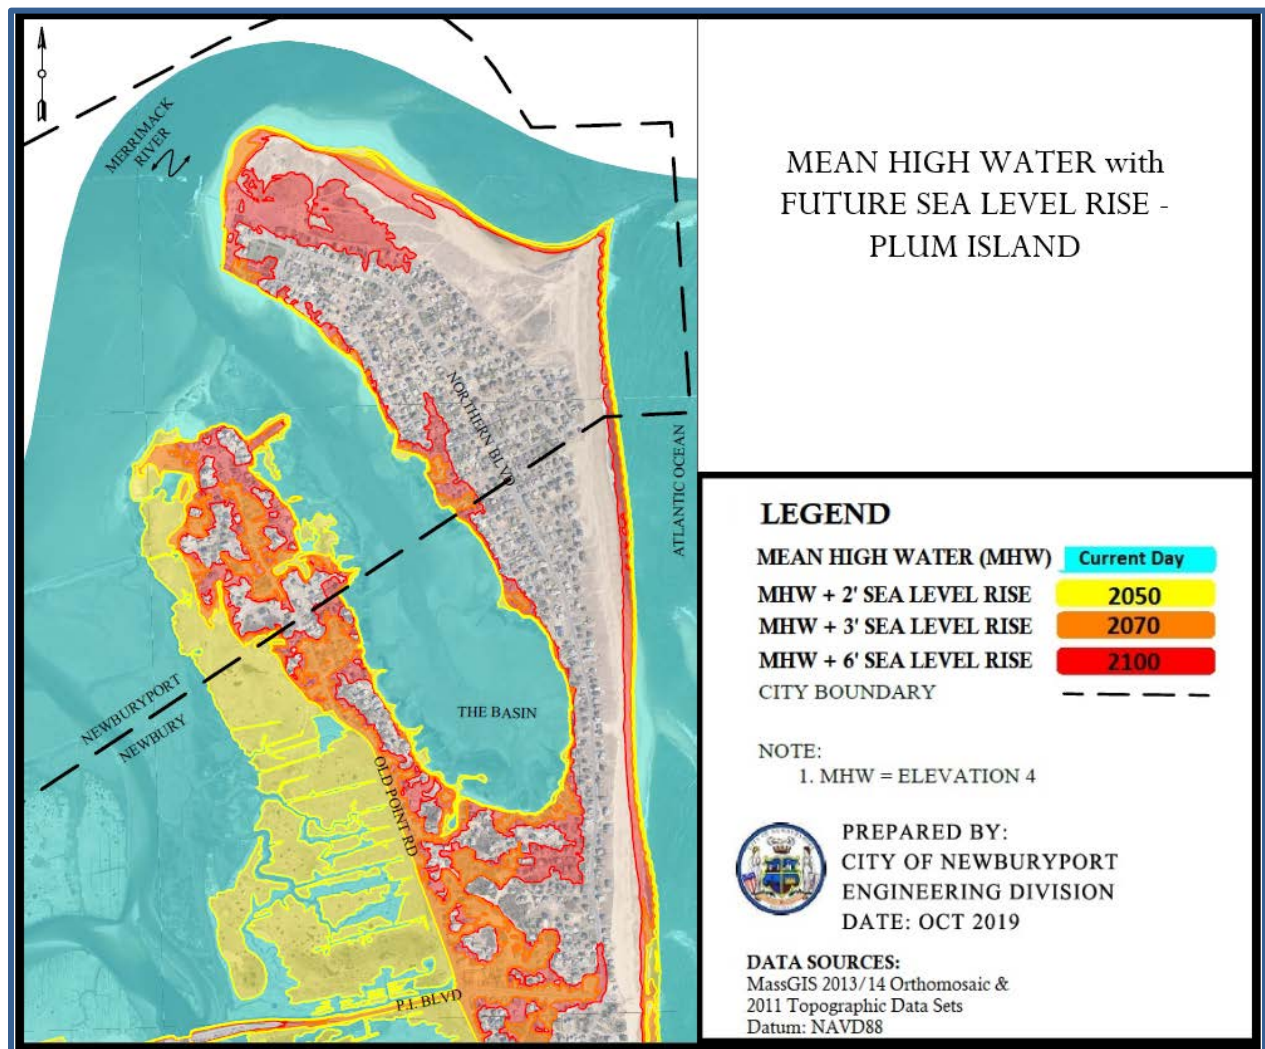 MERRIMACK
RIVER
NORTHERN BLVD
ATLANTIC OCEAN
NEWBURYPORT
NEWBURY
THE BASIN
OLD POINT RD
P.I. BLVD
MEAN HIGH WATER with
FUTURE SEA LEVEL RISE -
PLUM ISLAND
LEGEND
MEAN HIGH WATER (MHW) Current Day
MHW + 2' SEA LEVEL RISE 2050
MHW + 3' SEA LEVEL RISE 2070
MHW + 6' SEA LEVEL RISE 2100
CITY BOUNDARY
NOTE:
1. MHW = ELEVATION 4
PREPARED BY:
CITY OF NEWBURYPORT
ENGINEERING DIVISION
DATE: OCT 2019
DATA SOURCES:
MassGIS 2013/14 Orthomosaic &
2011 Topographic Data Sets
Datum: NAVD88